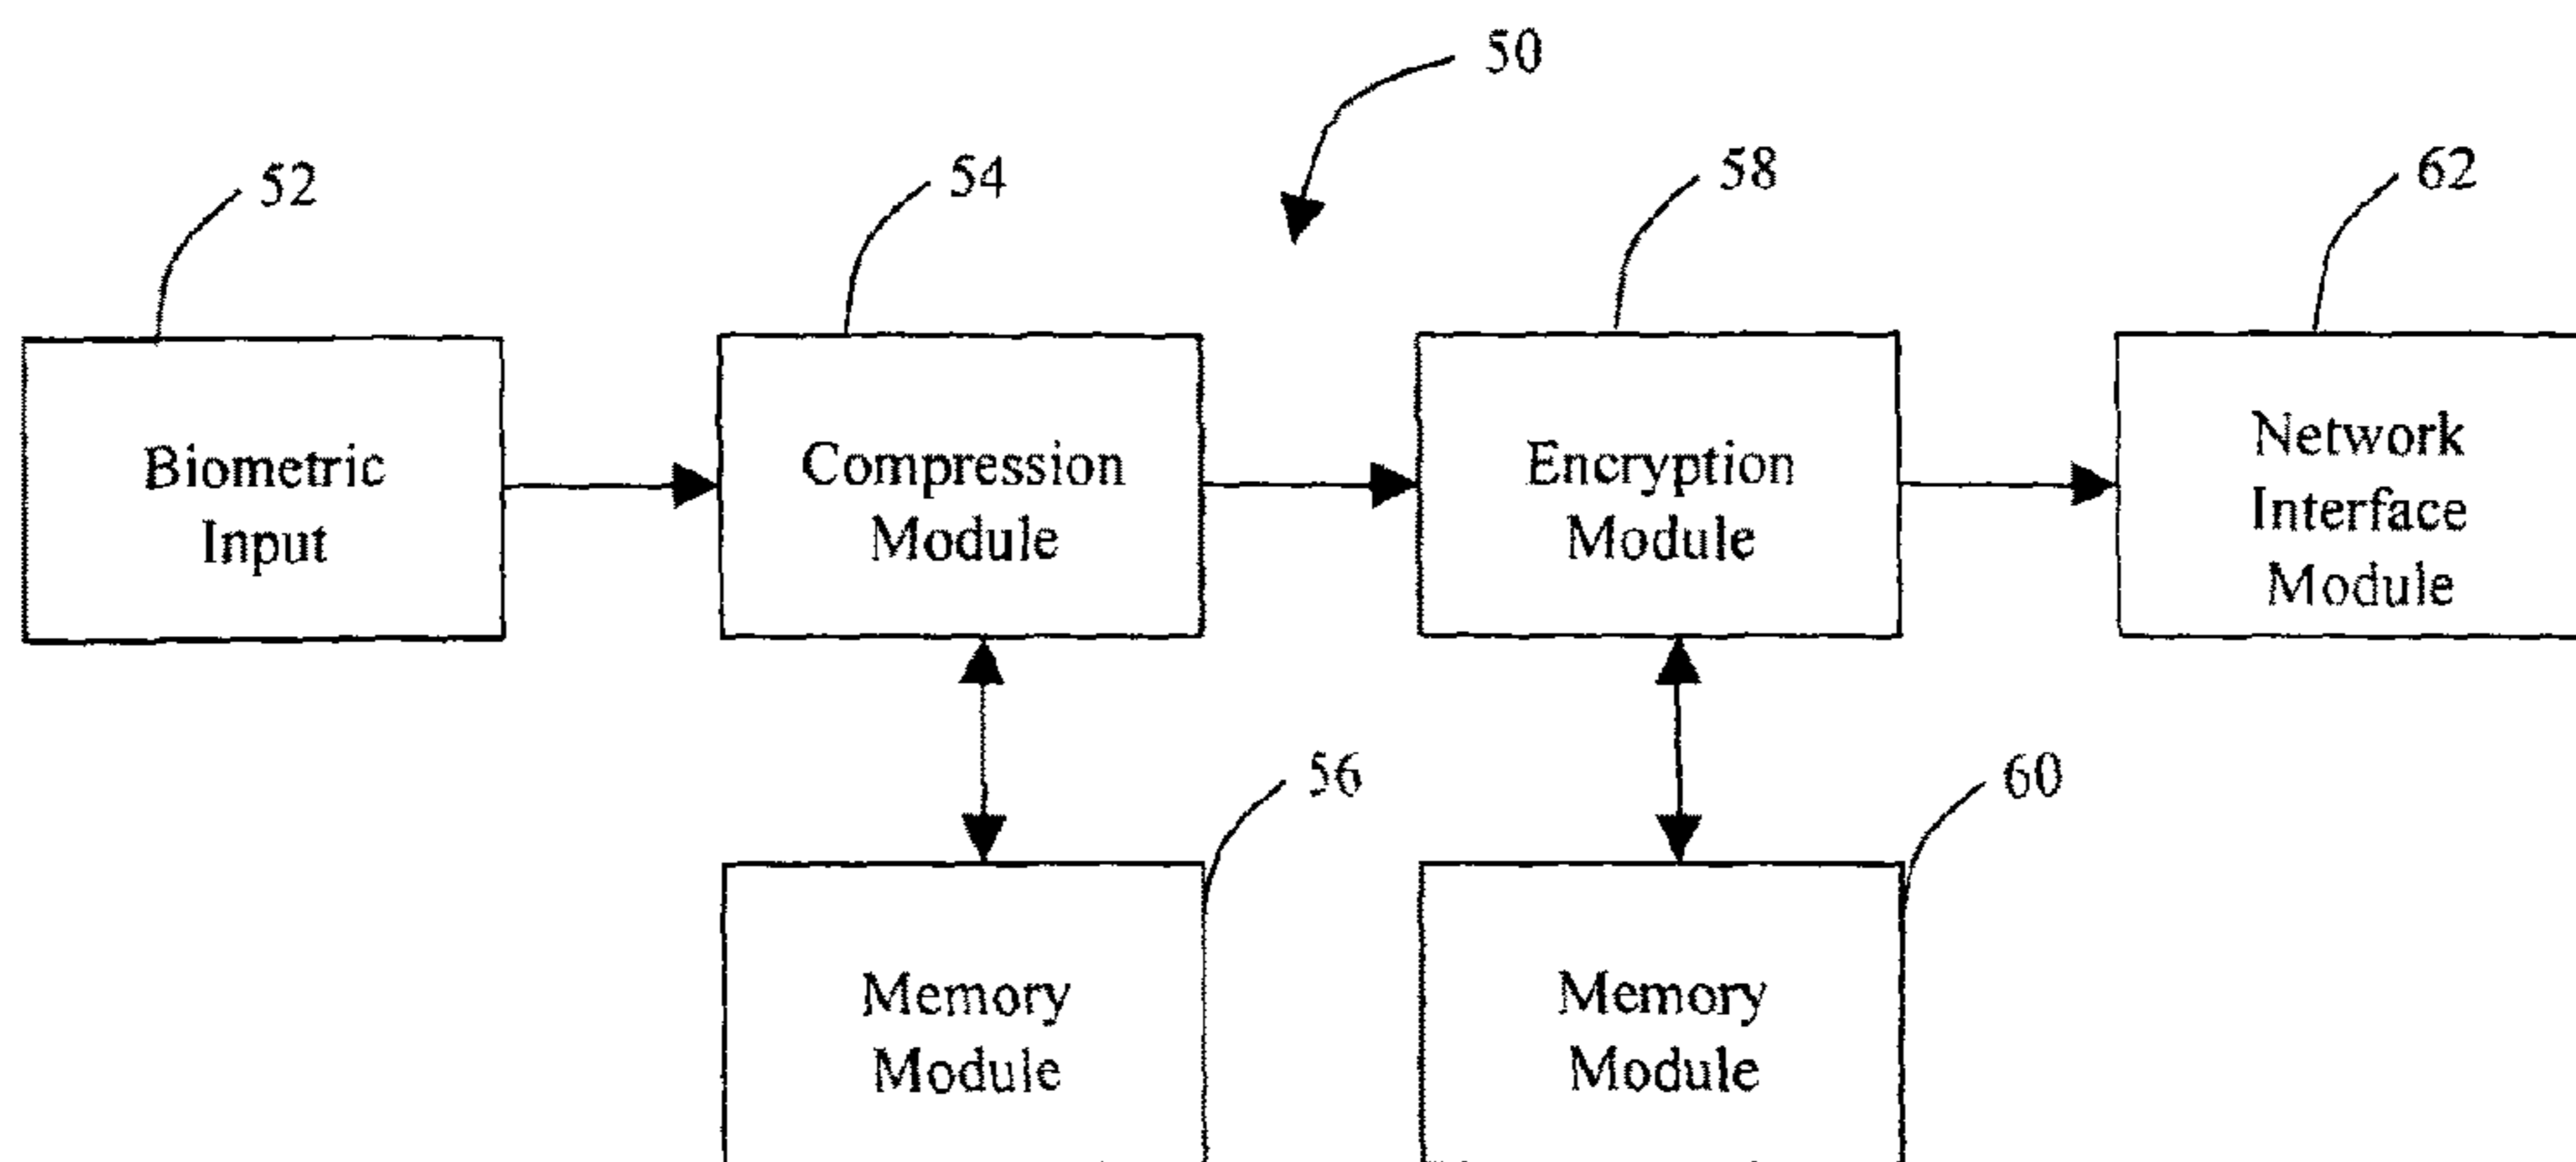 50
52
54
58
62
Biometric
Input
Compression
Module
Encryption
Module
Network
Interface
Module
56
60
Memory
Module
Memory
Module